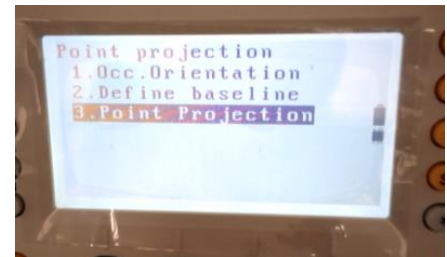 Point projection
1.Occ.Orientation
2.Define baseline
3.Point Projection